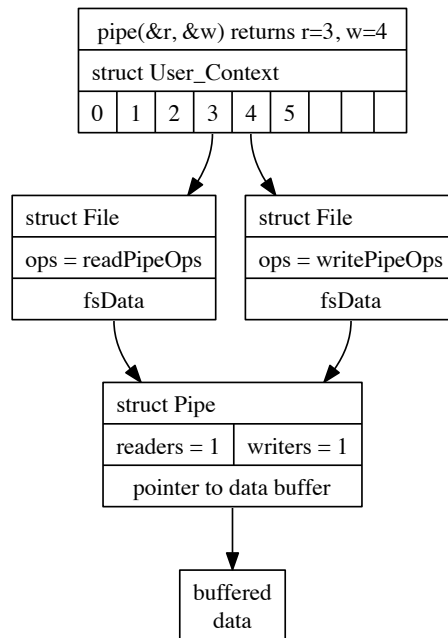 pipe(&r, &w) returns r=3, w=4
struct User_Context
0 1 2 3 4 5
struct File
ops = readPipeOps
fsData
struct File
ops = writePipeOps
fsData
struct Pipe
readers = 1 writers = 1
pointer to data buffer
buffered
data